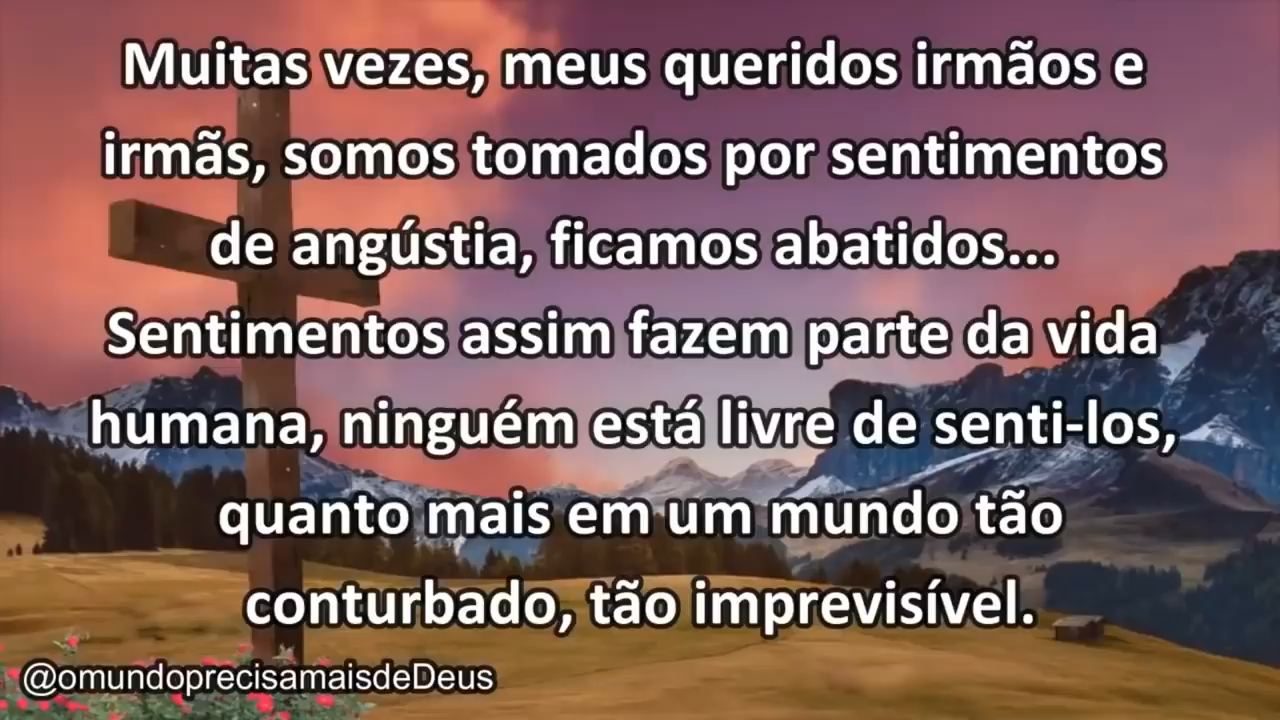 Muitas vezes, meus queridos irmãos e
irmãs, somos tomados por sentimentos
de angústia, ficamos abatidos...
Sentimentos assim fazem parte da vida
humana, ninguém está livre de senti-los,
quanto mais em um mundo tão
conturbado, tão imprevisível.
@omundoprecisamaisdeDeus